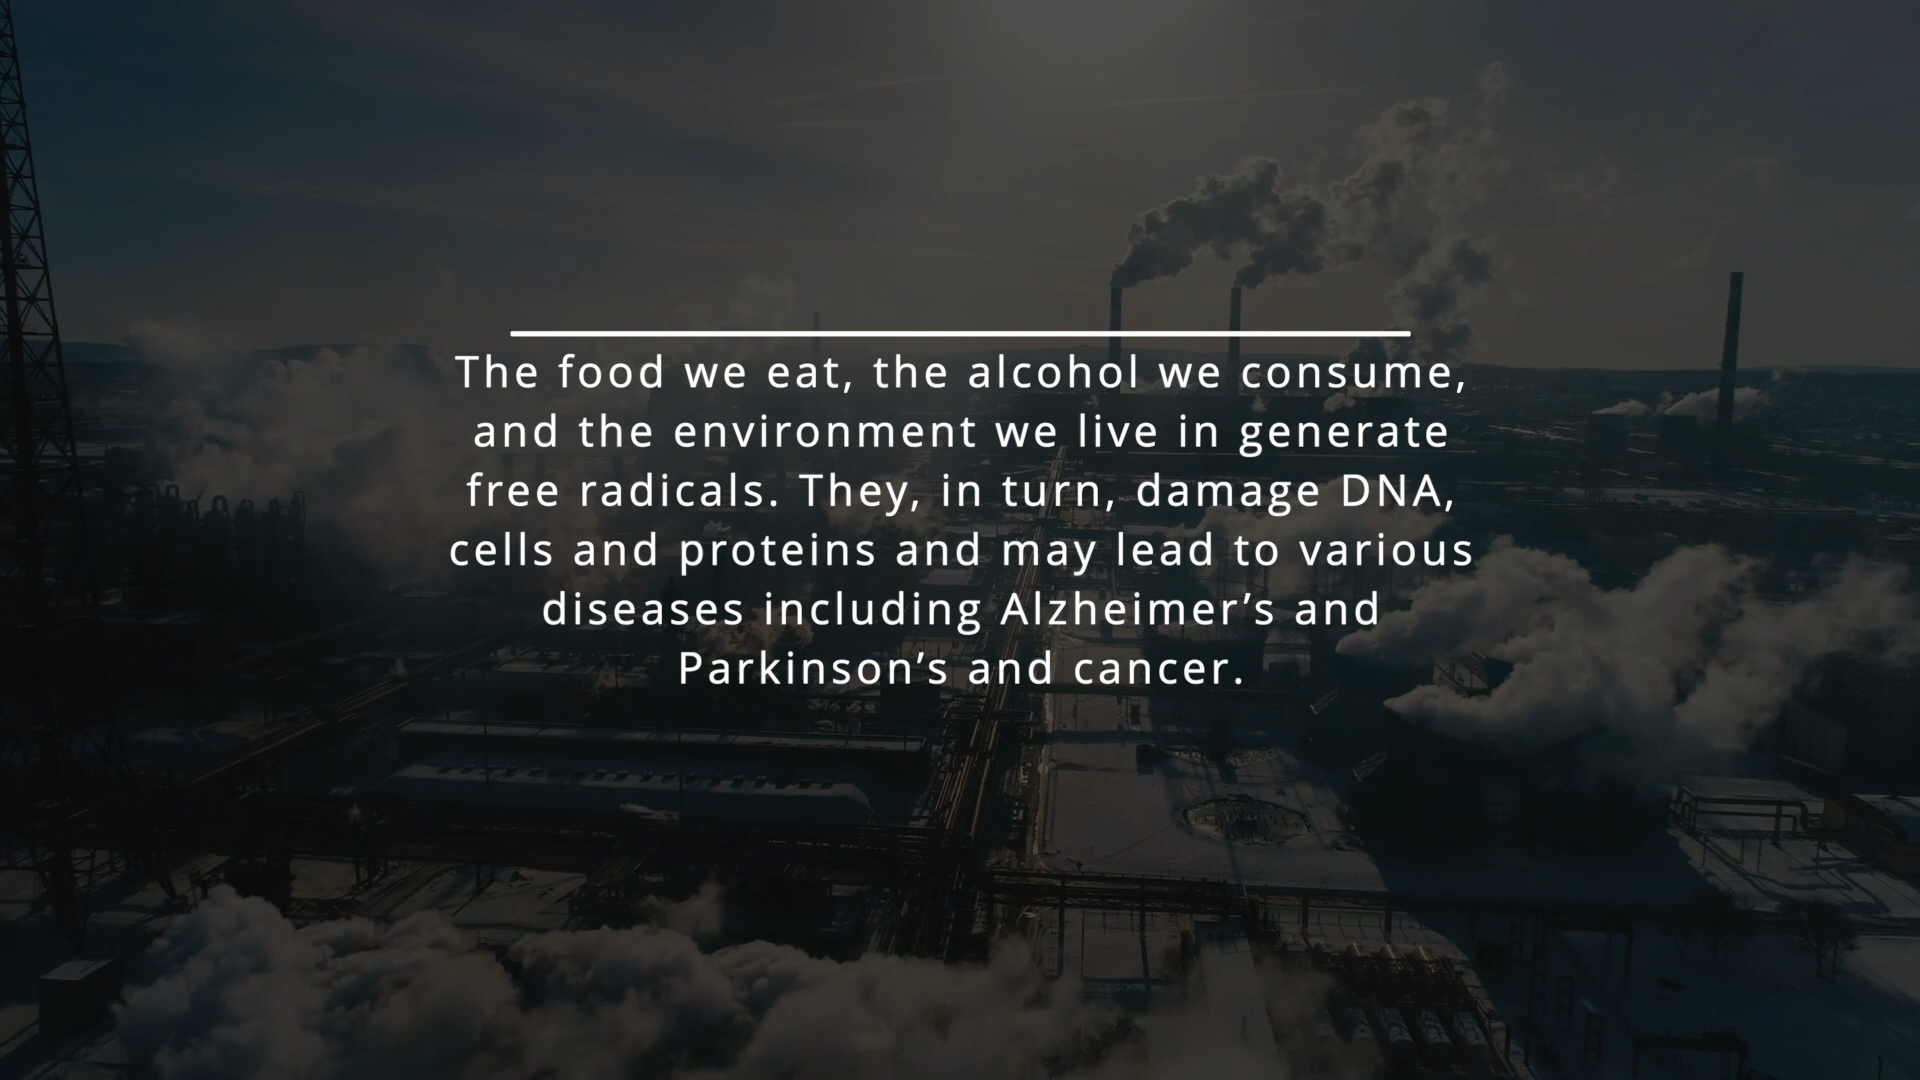 The food we eat, the alcohol we consume,
and the environment we live in generate
free radicals. They, in turn, damage DNA,
cells and proteins and may lead to various
diseases including Alzheimer’s and
Parkinson’s and cancer.